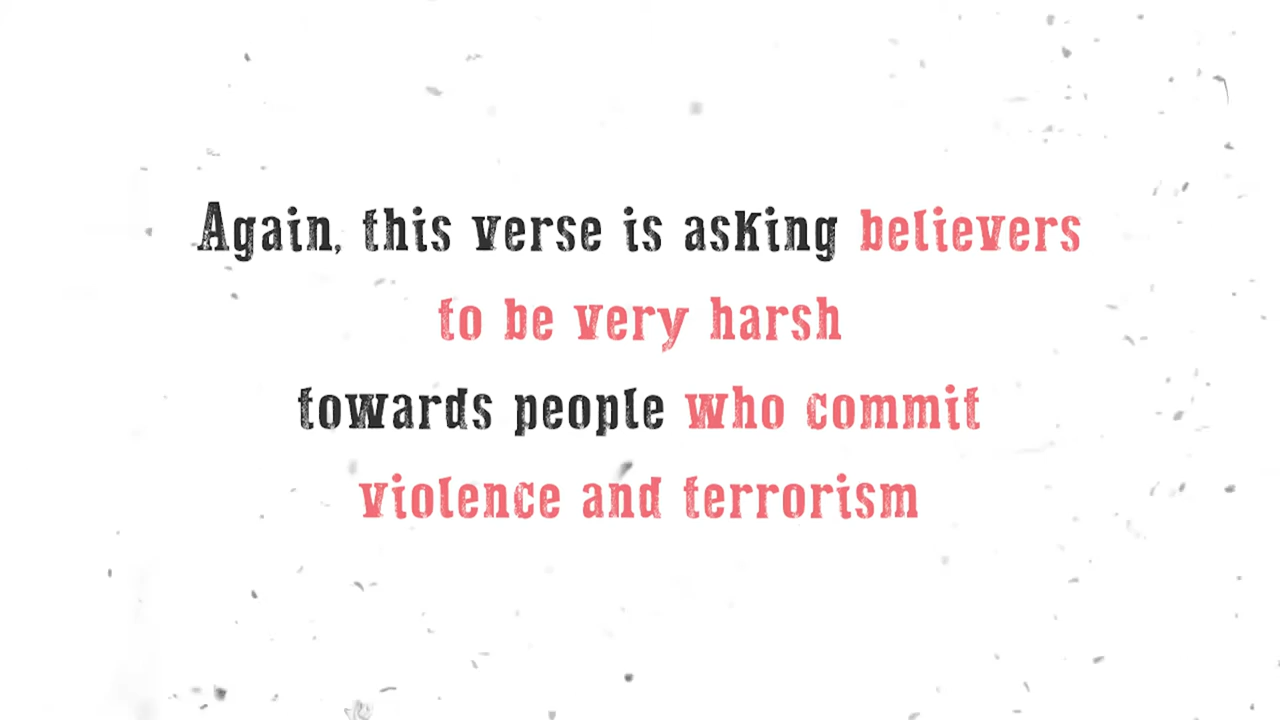 Again, this verse is asking believers
to be very harsh
towards people who commit
violence and terrorism